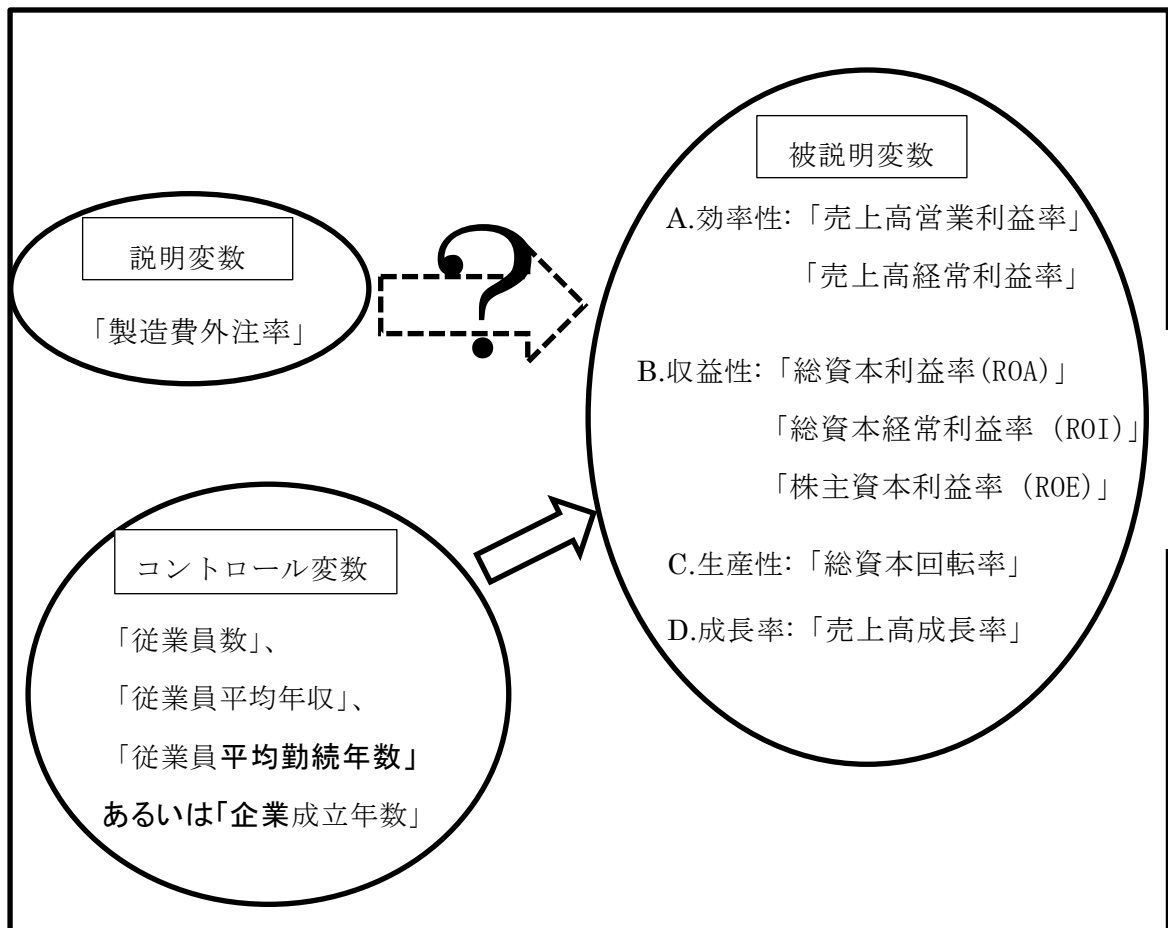 説明変数
「製造費外注率」
?
コントロール変数
「従業員数」、
「従業員平均年収」、
「従業員平均勤続年数」
あるいは「企業成立年数」
被説明変数
A.効率性:「売上高営業利益率」
「売上高経常利益率」
B.収益性:「総資本利益率(ROA)」
「総資本経常利益率 (ROI)」
「株主資本利益率 (ROE)」
C.生産性:「総資本回転率」
D.成長率:「売上高成長率」